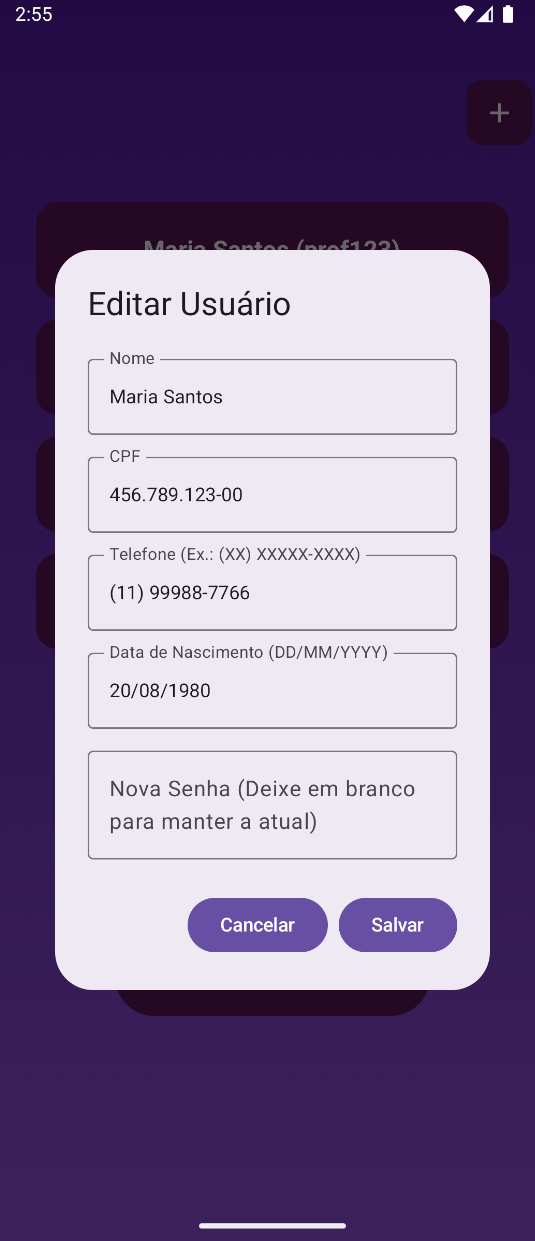 2:55
+
Maria Santos (prof123)
Editar Usuário
Nome
Maria Santos
CPF
456.789.123-00
Telefone (Ex.: (XX) XXXXX-XXXX)
(11) 99988-7766
Data de Nascimento (DD/MM/YYYY)
20/08/1980
Nova Senha (Deixe em branco
para manter a atual)
Cancelar
Salvar